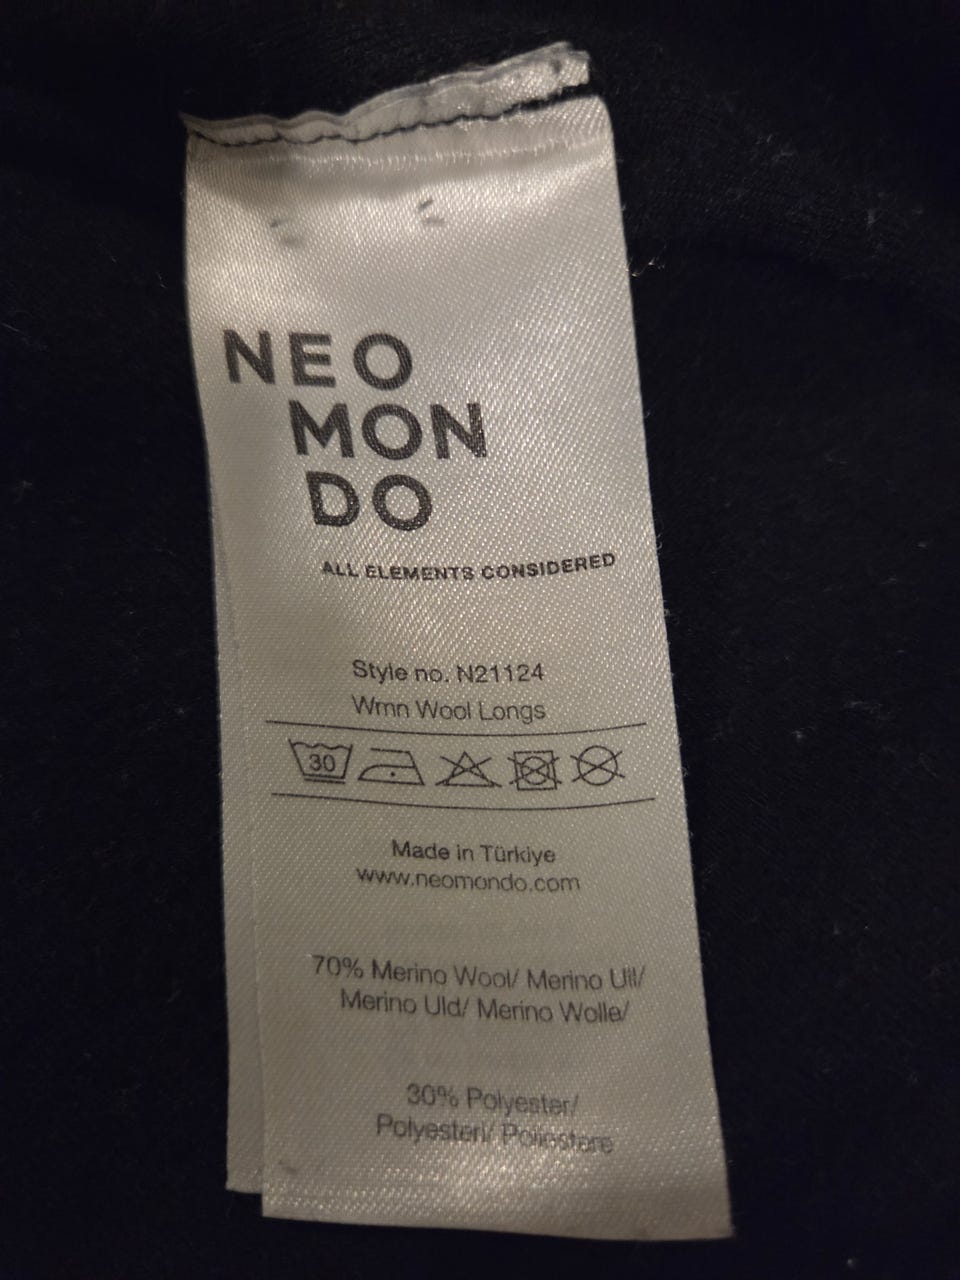 NEO
MON
DO
ALL ELEMENTS CONSIDERED
Style no. N21124
Wmn Wool Longs
30
Made in Türkiye
www.neomondo.com
70% Merino Wool/ Merino Ull/
Merino Uld/ Merino Wolle/
30% Polyester/
Polyesteri/ Poliestere